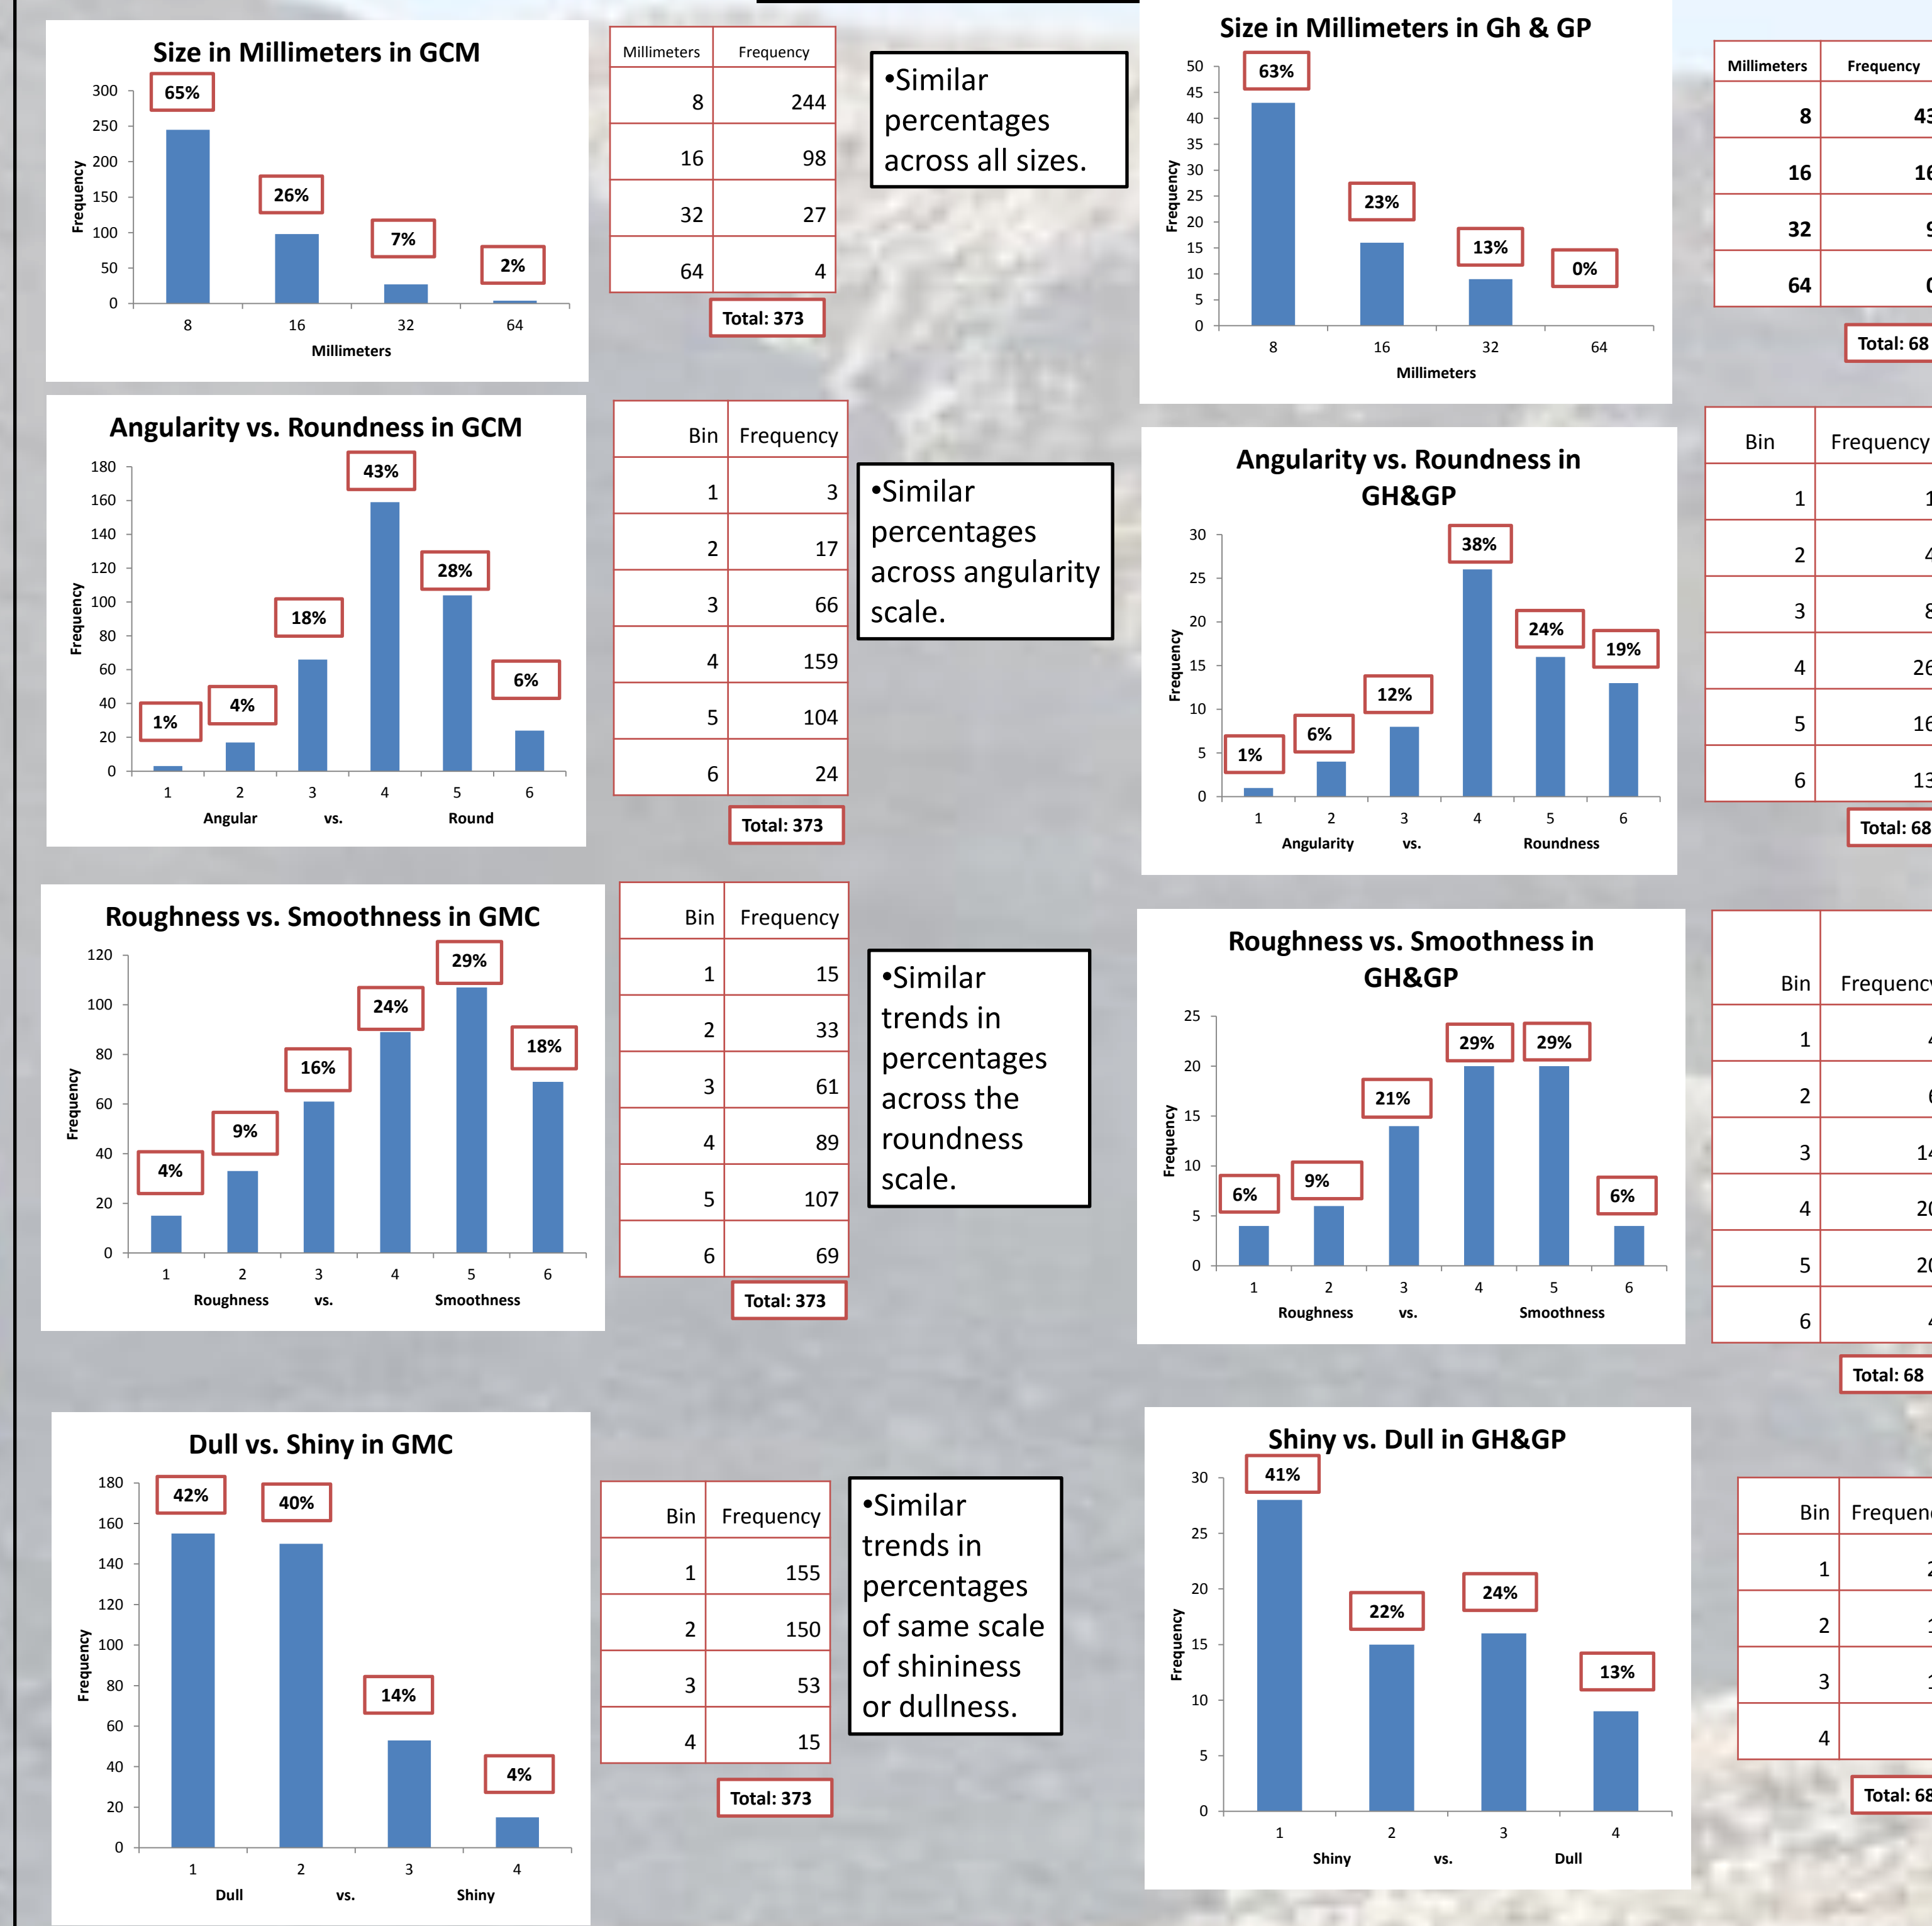 Size in Millimeters in GCM
65%
26%
7%
2%
300
250
200
150
100
50
0
Frequency
8 16 32 64
Millimeters
Millimeters Frequency
8 244
16 98
32 27
64 4
Total: 373
•Similar
percentages
across all sizes.
Size in Millimeters in Gh & GP
63%
23%
13%
0%
50
45
40
35
30
25
20
15
10
5
0
Frequency
8 16 32 64
Millimeters
Millimeters Frequency
8
16
32
64
Total: 68
Angularity vs. Roundness in GCM
1%
4%
18%
43%
28%
6%
180
160
140
120
100
80
60
40
20
0
Frequency
1 2 3 4 5 6
Angular vs. Round
Bin Frequency
1 3
2 17
3 66
4 159
5 104
6 24
Total: 373
•Similar
percentages
across angularity
scale.
Angularity vs. Roundness in
GH&GP
1%
6%
12%
38%
24%
19%
30
25
20
15
10
5
0
Frequency
1 2 3 4 5 6
Angularity vs. Roundness
Bin Frequency
1
2
3
4
5
6
Total: 68
Roughness vs. Smoothness in GMC
4%
9%
16%
24%
29%
18%
120
100
80
60
40
20
0
Frequency
1 2 3 4 5 6
Roughness vs. Smoothness
Bin Frequency
1 15
2 33
3 61
4 89
5 107
6 69
Total: 373
•Similar
trends in
percentages
across the
roundness
scale.
Roughness vs. Smoothness in
GH&GP
6%
9%
21%
29%
29%
6%
25
20
15
10
5
0
Frequency
1 2 3 4 5 6
Roughness vs. Smoothness
Bin
1
2
3
4
5
6
Total: 68
Dull vs. Shiny in GMC
42%
40%
14%
4%
180
160
140
120
100
80
60
40
20
0
Frequency
1 2 3 4
Dull vs. Shiny
Bin Frequency
1 155
2 150
3 53
4 15
Total: 373
•Similar
trends in
percentages
of same scale
of shininess
or dullness.
Shiny vs. Dull in GH&GP
41%
22%
24%
13%
30
25
20
15
10
5
0
Frequency
1 2 3 4
Shiny vs. Dull
Bin
1
2
3
4
Total: 68